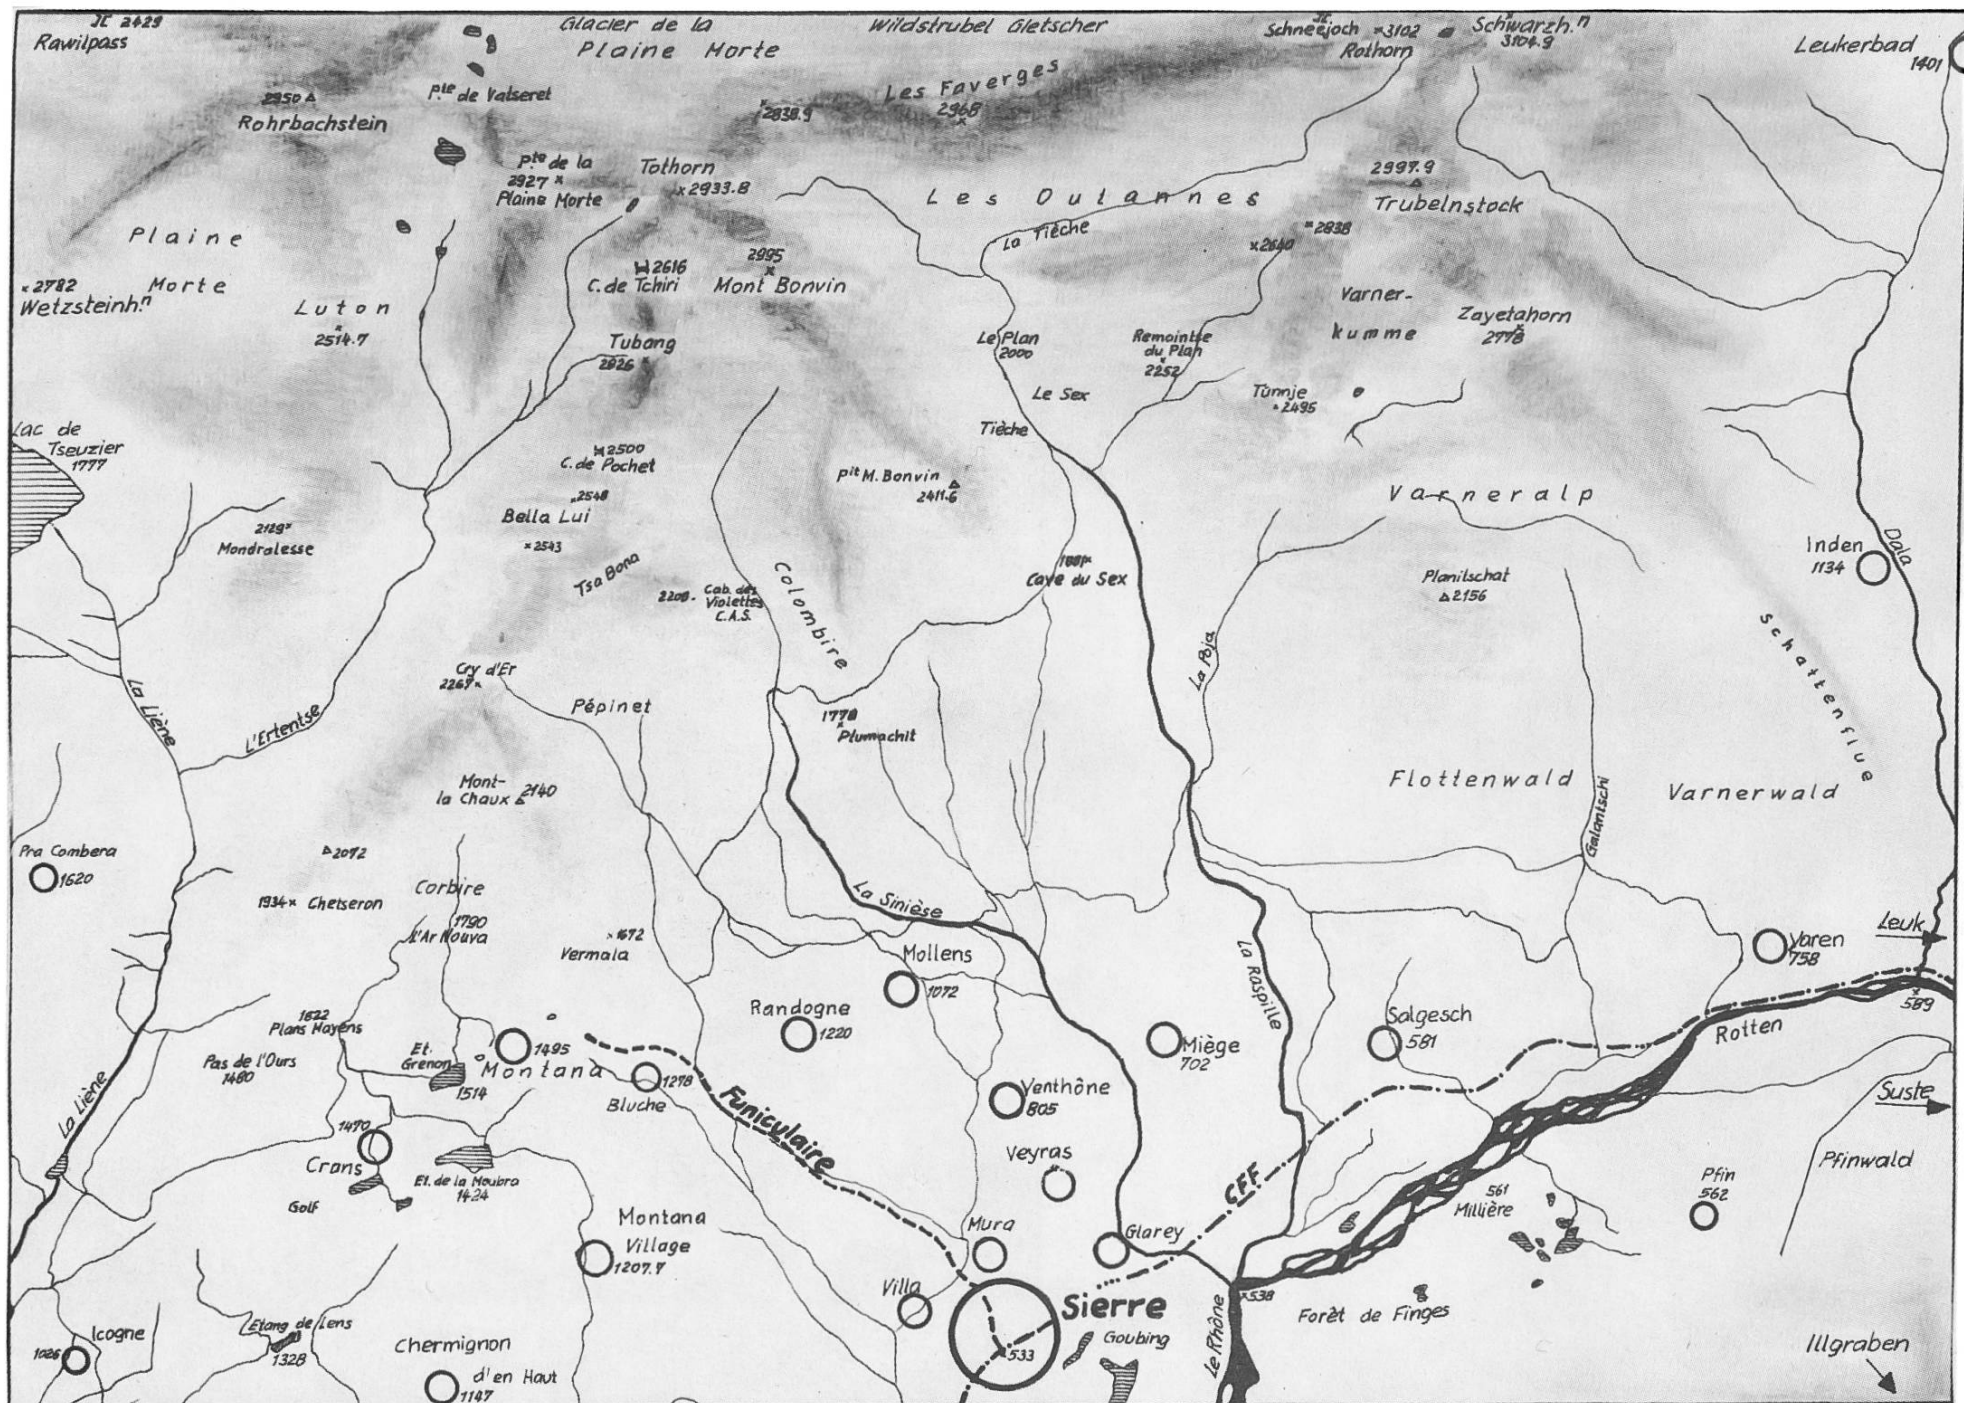 JC 2429
Rawilpass
Glacier de la
Plaine Morte
Wildstrubel Gletscher
JC
Schneejoch ×3102
Rothorn
Schwarzh.ⁿ
3104.9
Leukerbad
1401
2950
Rohrbachstein
Pte de Vatseret
2838.9
Les Faverges
2968
Pte de la
2927
Plaine Morte
Tothorn
2933.8
Les Outannes
La Tièche
2997.9
Trubelnstock
2838
2640
Plaine
Morte
2782
Wetzsteinh.ⁿ
Luton
2514.7
2616
C. de Tchiri
2995
Mont Bonvin
Tubang
2826
Le Plan
2000
Remointse
du Plan
2252
Varner-
kumme
Zayetahorn
2778
Le Sex
Tièche
Tünnje
2495
Lac de
Tseuzier
1777
2500
C. de Pochet
2548
Bella Lui
2543
Pit M. Bonvin
2411.6
Varneralp
2129
Mondralesse
Tsa Bona
2208
Cab. des
Violettes
C.A.S.
Colombire
Cave du Sex
Planitschat
2156
Inden
1134
Dala
Schattenflue
La Poja
Cry d'Er
2267
La Liène
L'Ertentse
Pépinet
1778
Plumachit
Mont-
la Chaux
2140
Flottenwald
Galantschi
Varnerwald
Pra Combera
1620
2072
1934 × Chetseron
Corbire
1790
l'Ar Nouva
1672
Vermala
La Sinièse
Mollens
1072
La Raspille
Varen
758
Leuk
589
Rotten
1622
Plans Mayens
Pas de l'Ours
1480
Et.
Grenon
1514
1495
Montana
1278
Bluche
Randogne
1220
Venthône
805
Miège
702
Salgesch
581
Suste
La Liène
1470
Crans
Golf
Et. de la Moubra
1424
Funiculaire
Veyras
CFF
561
Millière
Pfin
562
Pfinwald
Montana
Village
1207.7
Mura
Glarey
Villa
Sierre
533
Goubing
Le Rhône
538
Forêt de Finges
Illgraben
Icogne
1026
Etang de Lens
1328
Chermignon
d'en Haut
1147